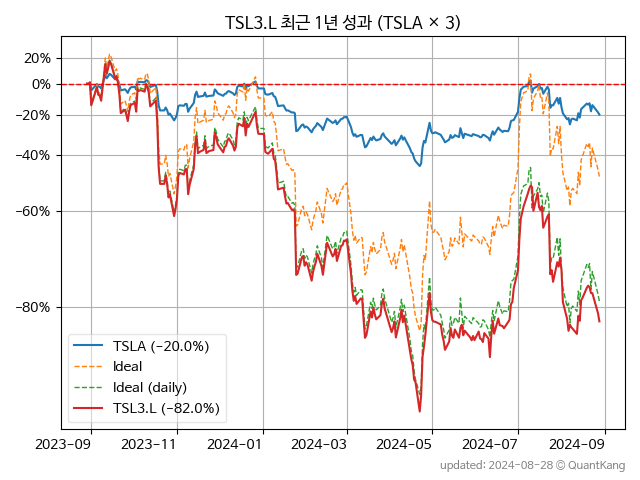 TSL3.L 최근 1년 성과 (TSLA × 3)
20%
0%
−20%
−40%
−60%
−80%
TSLA (−20.0%)
Ideal
Ideal (daily)
TSL3.L (−82.0%)
2023-09 2023-11 2024-01 2024-03 2024-05 2024-07 2024-09
updated: 2024-08-28 © QuantKang